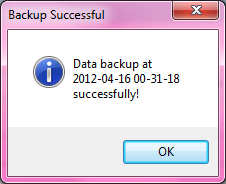 Backup Successful
Data backup at
2012-04-16 00-31-18
successfully!
OK